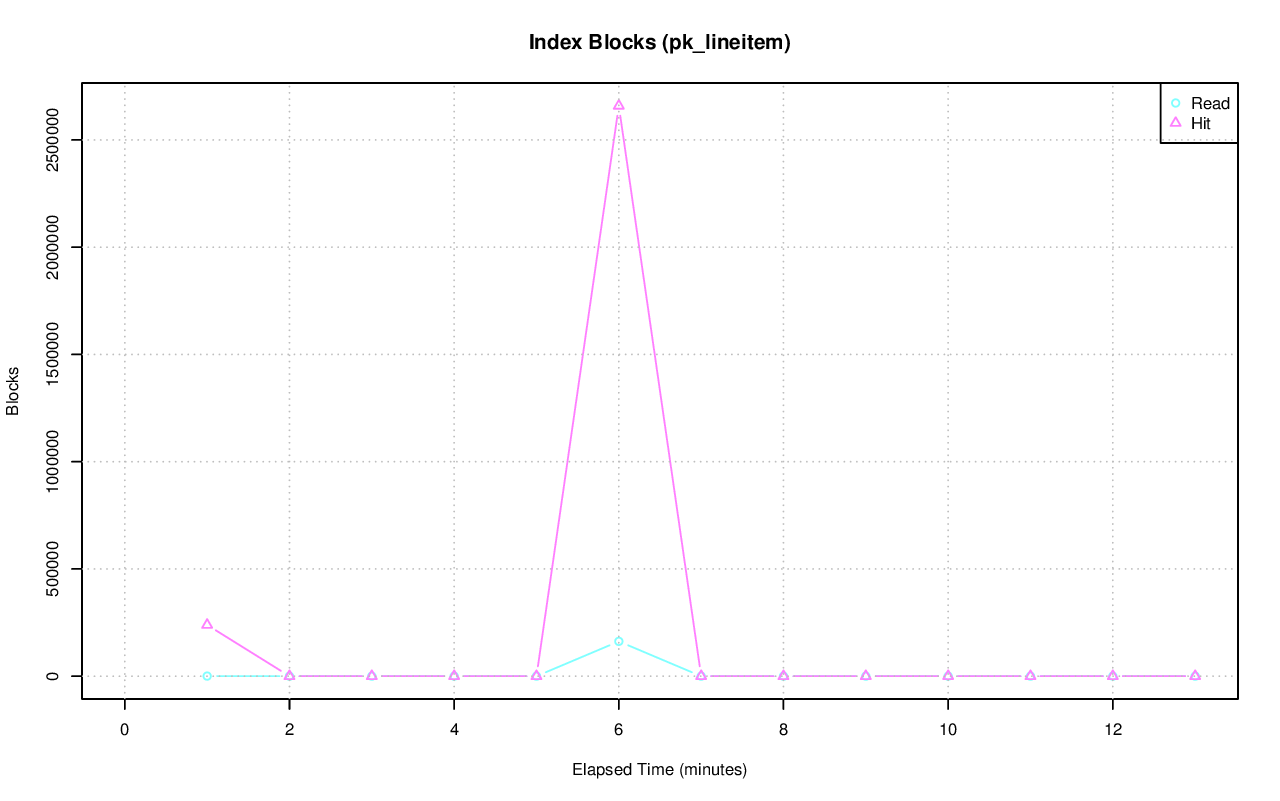 Index Blocks (pk_lineitem)
Read
Hit
Blocks
2500000
2000000
1500000
1000000
500000
0
0 2 4 6 8 10 12
Elapsed Time (minutes)